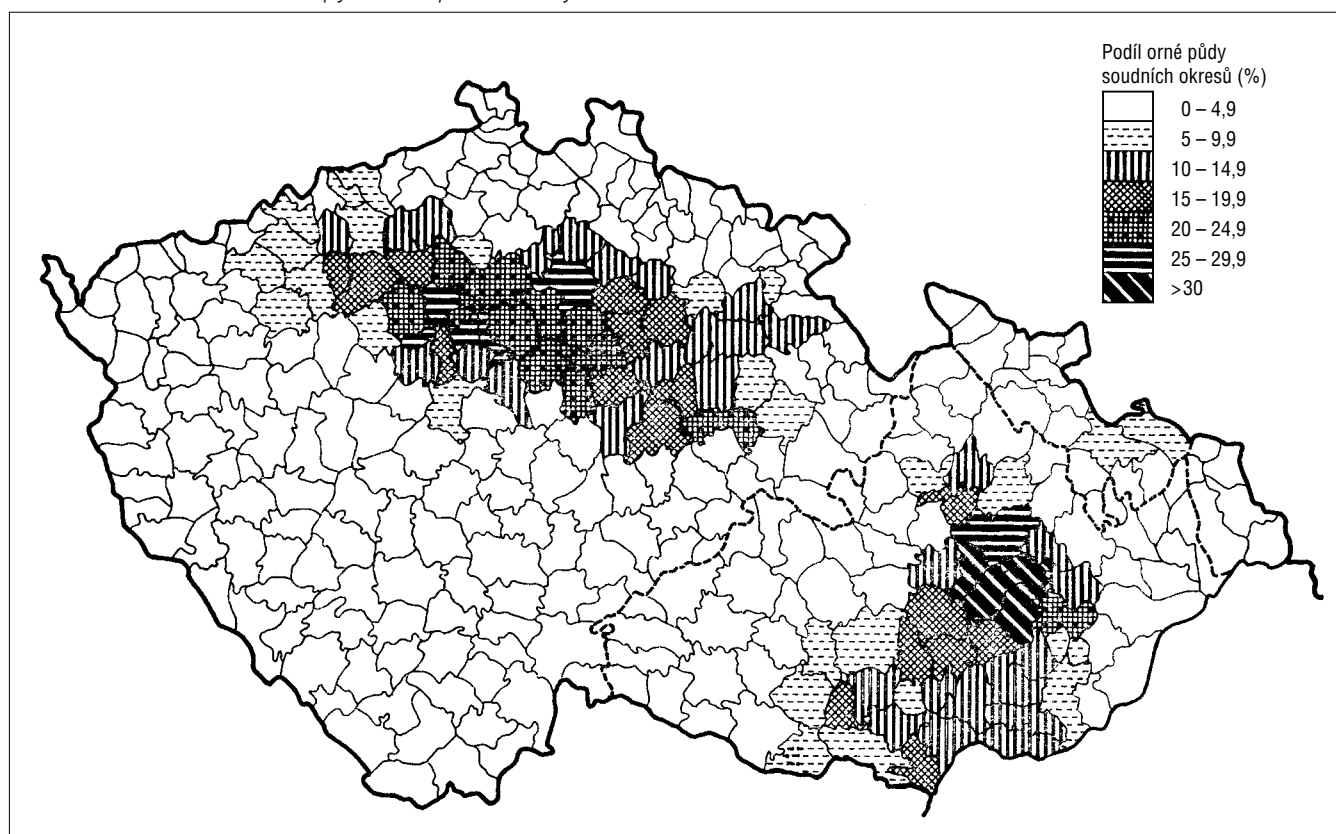 Podíl orné půdy
soudních okresů (%)
0 – 4,9
5 – 9,9
10 – 14,9
15 – 19,9
20 – 24,9
25 – 29,9
>30